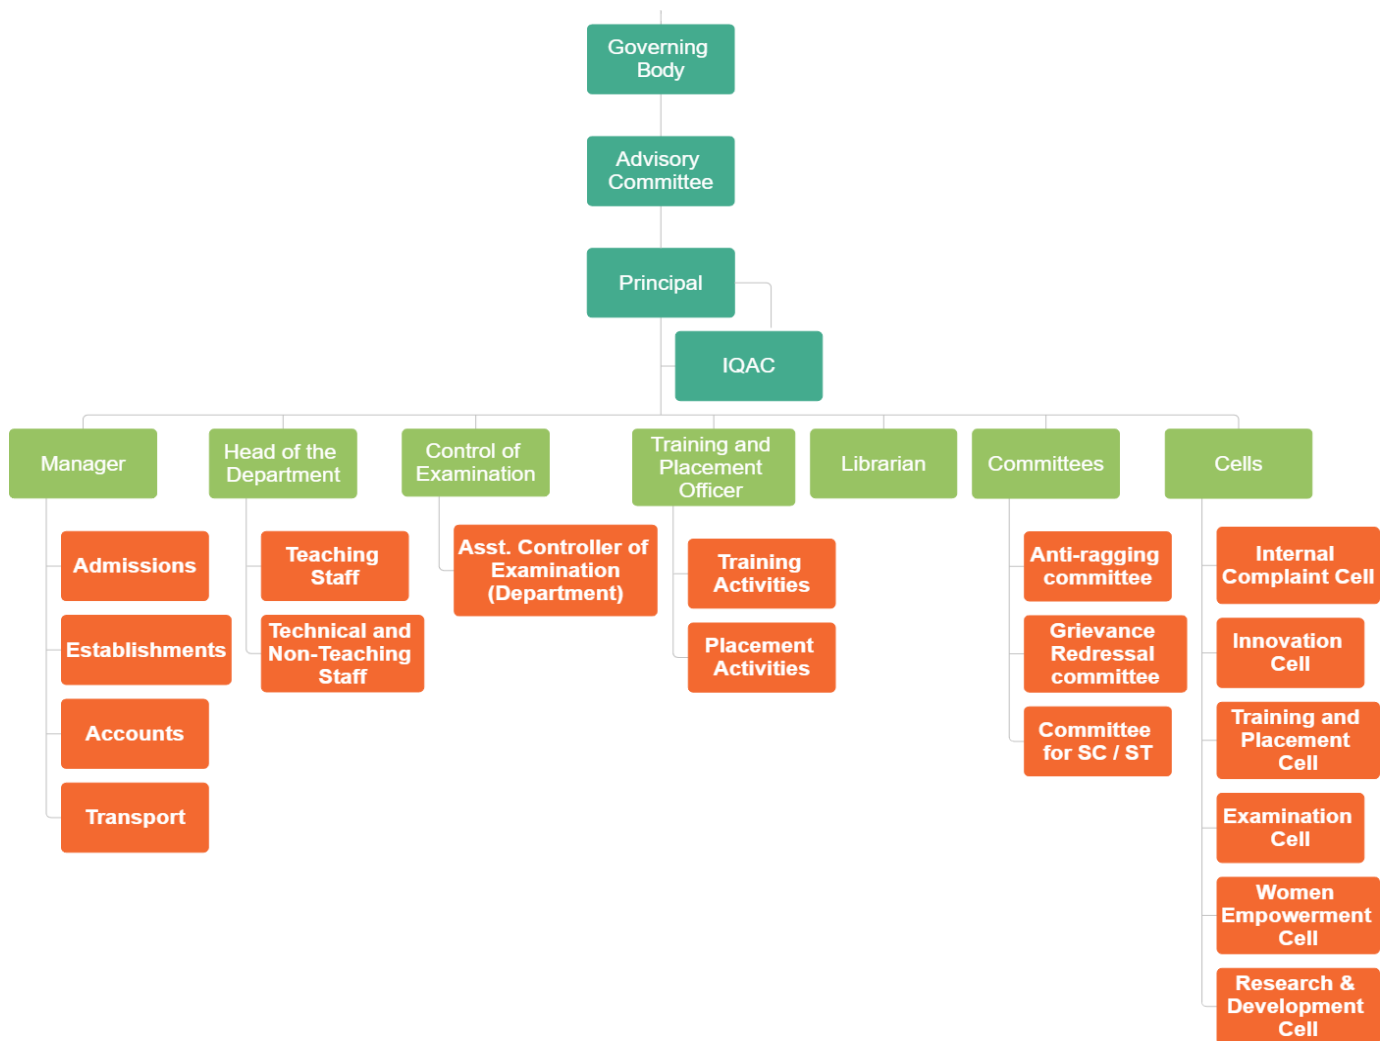 Governing
Body
Advisory
Committee
Principal
IQAC
Manager
Head of the
Department
Control of
Examination
Training and
Placement
Officer
Librarian
Committees
Cells
Admissions
Establishments
Accounts
Transport
Teaching
Staff
Technical and
Non-Teaching
Staff
Asst. Controller of
Examination
(Department)
Training
Activities
Placement
Activities
Anti-ragging
committee
Grievance
Redressal
committee
Committee
for SC / ST
Internal
Complaint Cell
Innovation
Cell
Training and
Placement
Cell
Examination
Cell
Women
Empowerment
Cell
Research &
Development
Cell